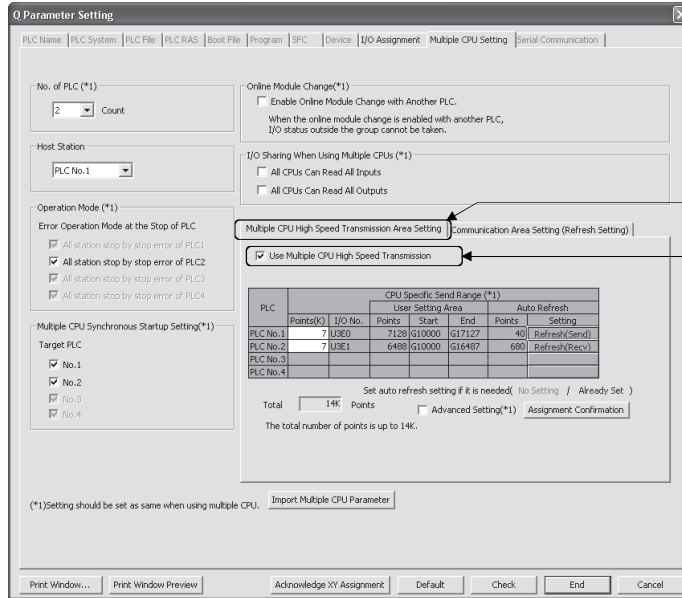 Q Parameter Setting
PLC Name PLC System PLC File PLC RAS Boot File Program SFC Device I/O Assignment Multiple CPU Setting Serial Communication
No. of PLC (*1)
2 Count
Host Station
PLC No.1
Operation Mode (*1)
Error Operation Mode at the Stop of PLC
All station stop by stop error of PLC1
All station stop by stop error of PLC2
All station stop by stop error of PLC3
All station stop by stop error of PLC4
Multiple CPU Synchronous Startup Setting(*1)
Target PLC
No.1
No.2
No.3
No.4
Online Module Change(*1)
Enable Online Module Change with Another PLC.
When the online module change is enabled with another PLC,
I/O status outside the group cannot be taken.
I/O Sharing When Using Multiple CPUs (*1)
All CPUs Can Read All Inputs
All CPUs Can Read All Outputs
Multiple CPU High Speed Transmission Area Setting Communication Area Setting (Refresh Setting)
Use Multiple CPU High Speed Transmission
CPU Specific Send Range (*1)
PLC User Setting Area Auto Refresh
Points(K) I/O No. Points Start End Points Setting
PLC No.1 7 U3E0 7128 G10000 G17127 40 Refresh(Send)
PLC No.2 7 U3E1 6488 G10000 G16487 680 Refresh(Recv)
PLC No.3
PLC No.4
Set auto refresh setting if it is needed( No Setting / Already Set )
Total 14K Points Advanced Setting(*1) Assignment Confirmation
The total number of points is up to 14K.
(*1)Setting should be set as same when using multiple CPU. Import Multiple CPU Parameter
Print Window... Print Window Preview Acknowledge XY Assignment Default Check End Cancel